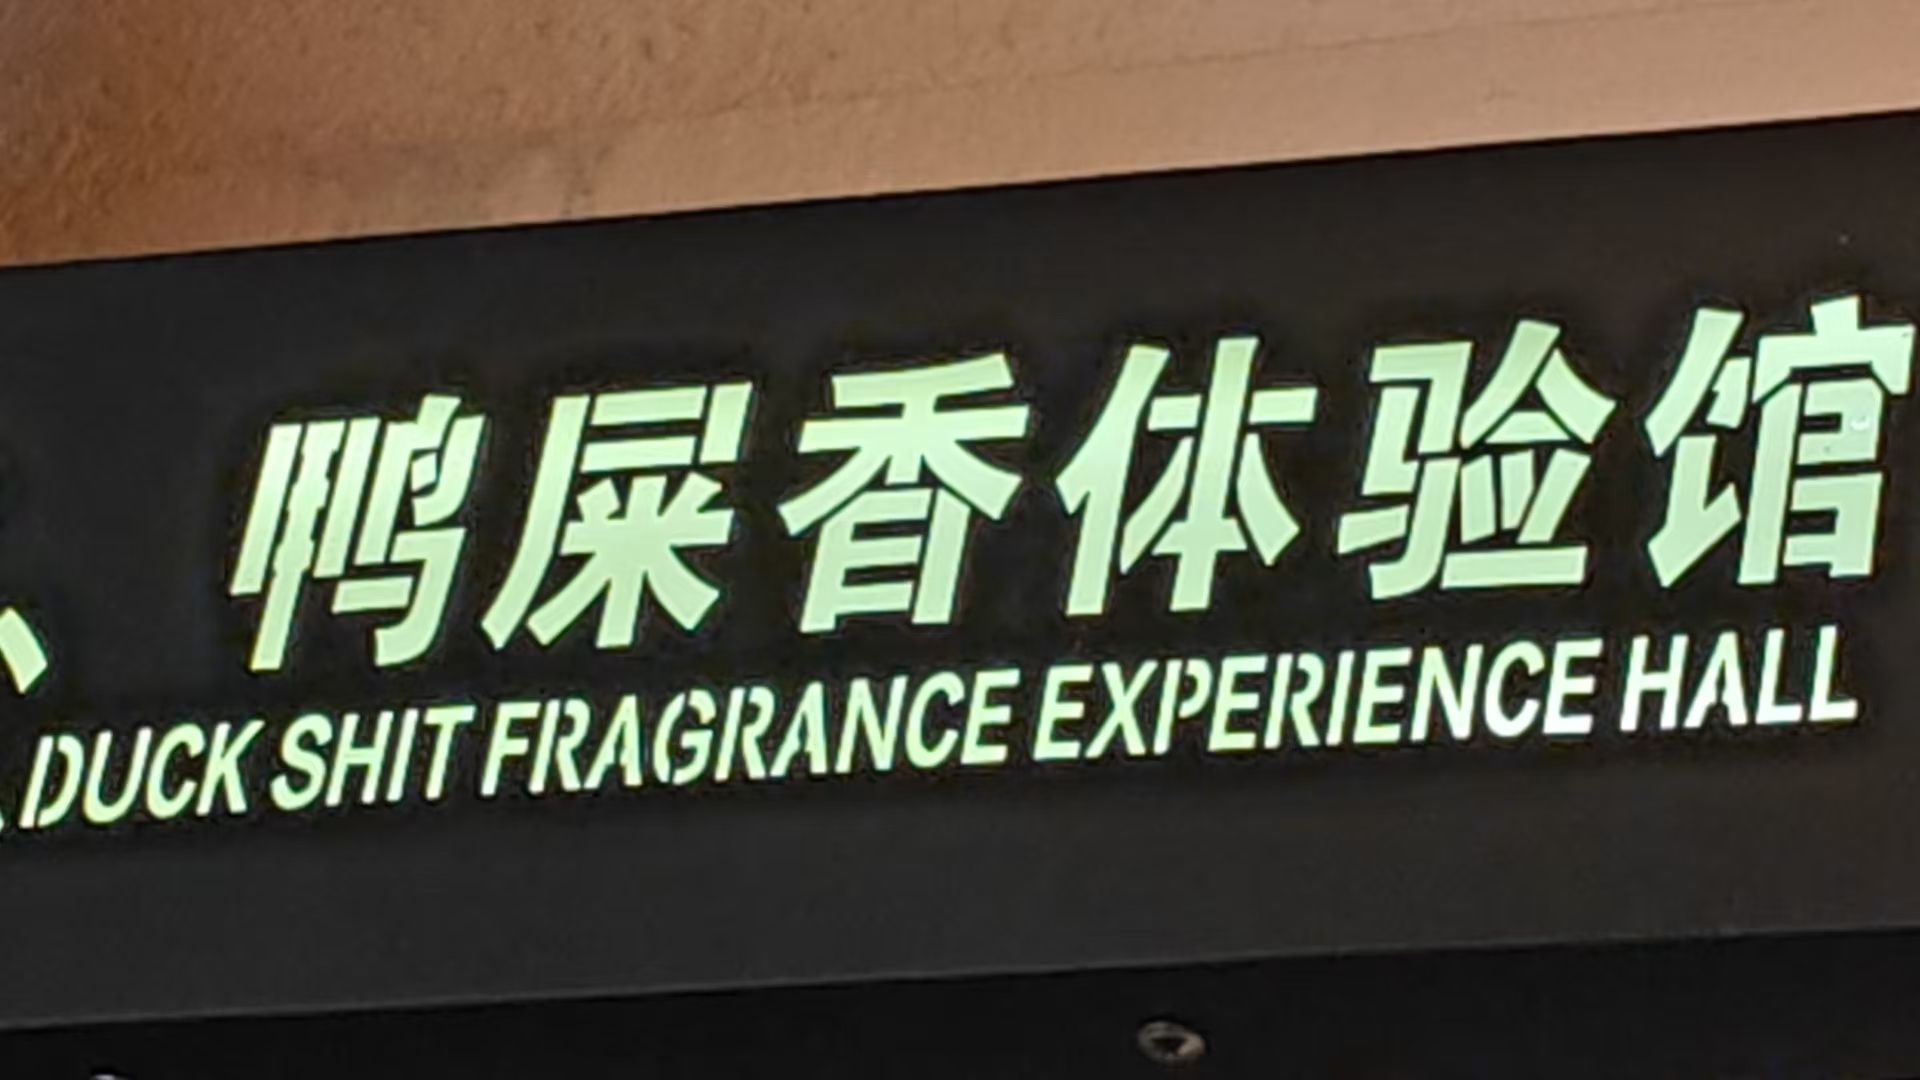 鸭屎香体验馆
DUCK SHIT FRAGRANCE EXPERIENCE HALL